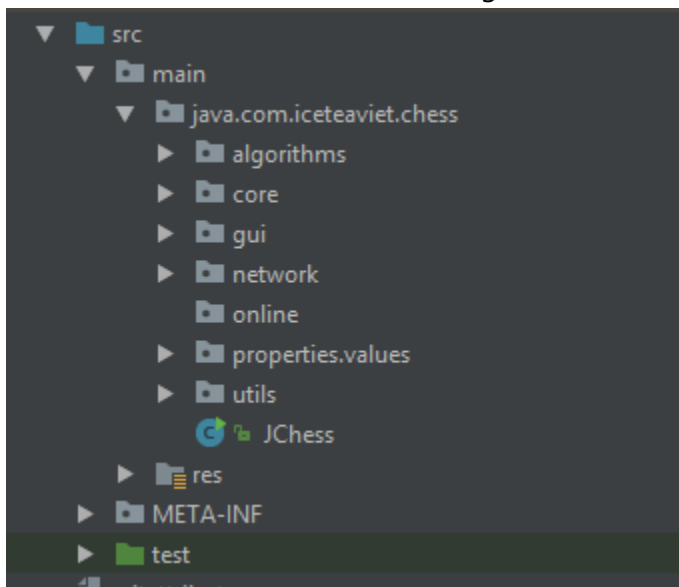 src
main
java.com.iceteaviet.chess
algorithms
core
gui
network
online
properties.values
utils
JChess
res
META-INF
test